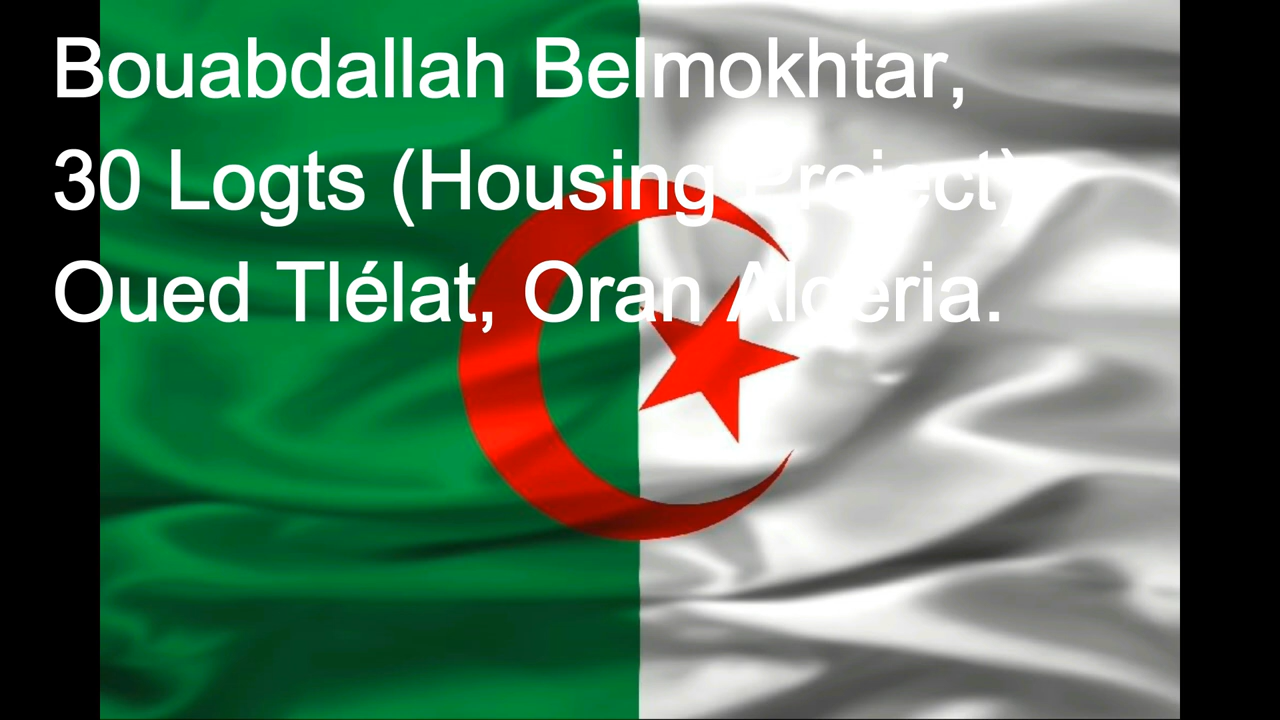 Bouabdallah Belmokhtar,
30 Logts (Housing Project)
Oued Tlélat, Oran Algeria.